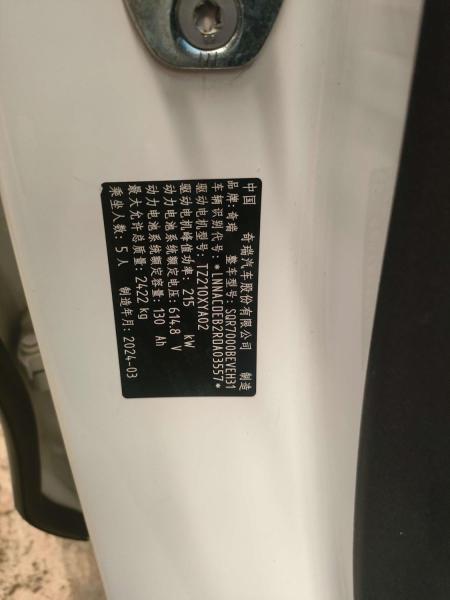 中国 奇瑞汽车股份有限公司 制造
品牌:奇瑞 整车型号:SQR7000BEVEH31
车辆识别代号:*LNNACDEB2RDA03557*
驱动电机型号:TZ210XYA02
驱动电机峰值功率:215 kW
动力电池系统额定电压:614.8 V
动力电池系统额定容量:130 Ah
最大允许总质量:2422 kg
乘坐人数:5人 制造年月:2024-03